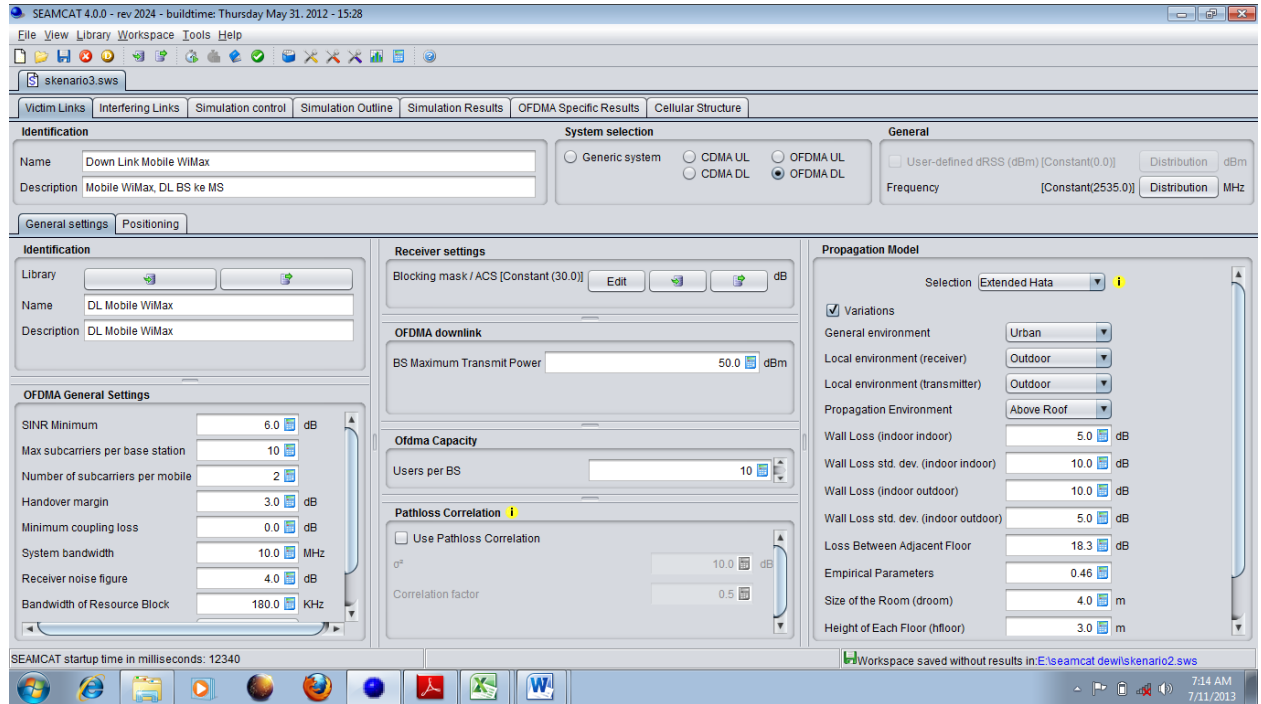 SEAMCAT 4.0.0 - rev 2024 - buildtime: Thursday May 31. 2012 - 15:28
File View Library Workspace Tools Help
skenario3.sws
Victim Links Interfering Links Simulation control Simulation Outline Simulation Results OFDMA Specific Results Cellular Structure
Identification
Name Down Link Mobile WiMax
Description Mobile WiMax, DL BS ke MS
System selection
Generic system CDMA UL OFDMA UL
CDMA DL OFDMA DL
General
User-defined dRSS (dBm) [Constant(0.0)] Distribution dBm
Frequency [Constant(2535.0)] Distribution MHz
General settings Positioning
Identification
Library
Name DL Mobile WiMax
Description DL Mobile WiMax
OFDMA General Settings
SINR Minimum 6.0 dB
Max subcarriers per base station 10
Number of subcarriers per mobile 2
Handover margin 3.0 dB
Minimum coupling loss 0.0 dB
System bandwidth 10.0 MHz
Receiver noise figure 4.0 dB
Bandwidth of Resource Block 180.0 KHz
Receiver settings
Blocking mask / ACS [Constant (30.0)] Edit dB
OFDMA downlink
BS Maximum Transmit Power 50.0 dBm
Ofdma Capacity
Users per BS 10
Pathloss Correlation i
Use Pathloss Correlation
10.0 dB
Correlation factor 0.5
Propagation Model
Selection Extended Hata i
Variations
General environment Urban
Local environment (receiver) Outdoor
Local environment (transmitter) Outdoor
Propagation Environment Above Roof
Wall Loss (indoor indoor) 5.0 dB
Wall Loss std. dev. (indoor indoor) 10.0 dB
Wall Loss (indoor outdoor) 10.0 dB
Wall Loss std. dev. (indoor outdoor) 5.0 dB
Loss Between Adjacent Floor 18.3 dB
Empirical Parameters 0.46
Size of the Room (droom) 4.0 m
Height of Each Floor (hfloor) 3.0 m
SEAMCAT startup time in milliseconds: 12340
Workspace saved without results in:E:\seamcat dewi\skenario2.sws
7:14 AM
7/11/2013